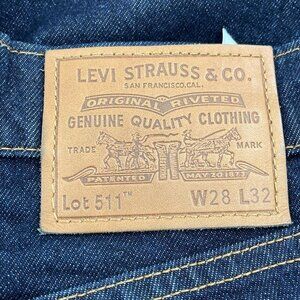 LEVI STRAUSS & CO.
SAN FRANCISCO, CAL.
ORIGINAL RIVETED
GENUINE QUALITY CLOTHING
TRADE MARK
PATENTED MAY 20 1873
Lot 511™ W28 L32